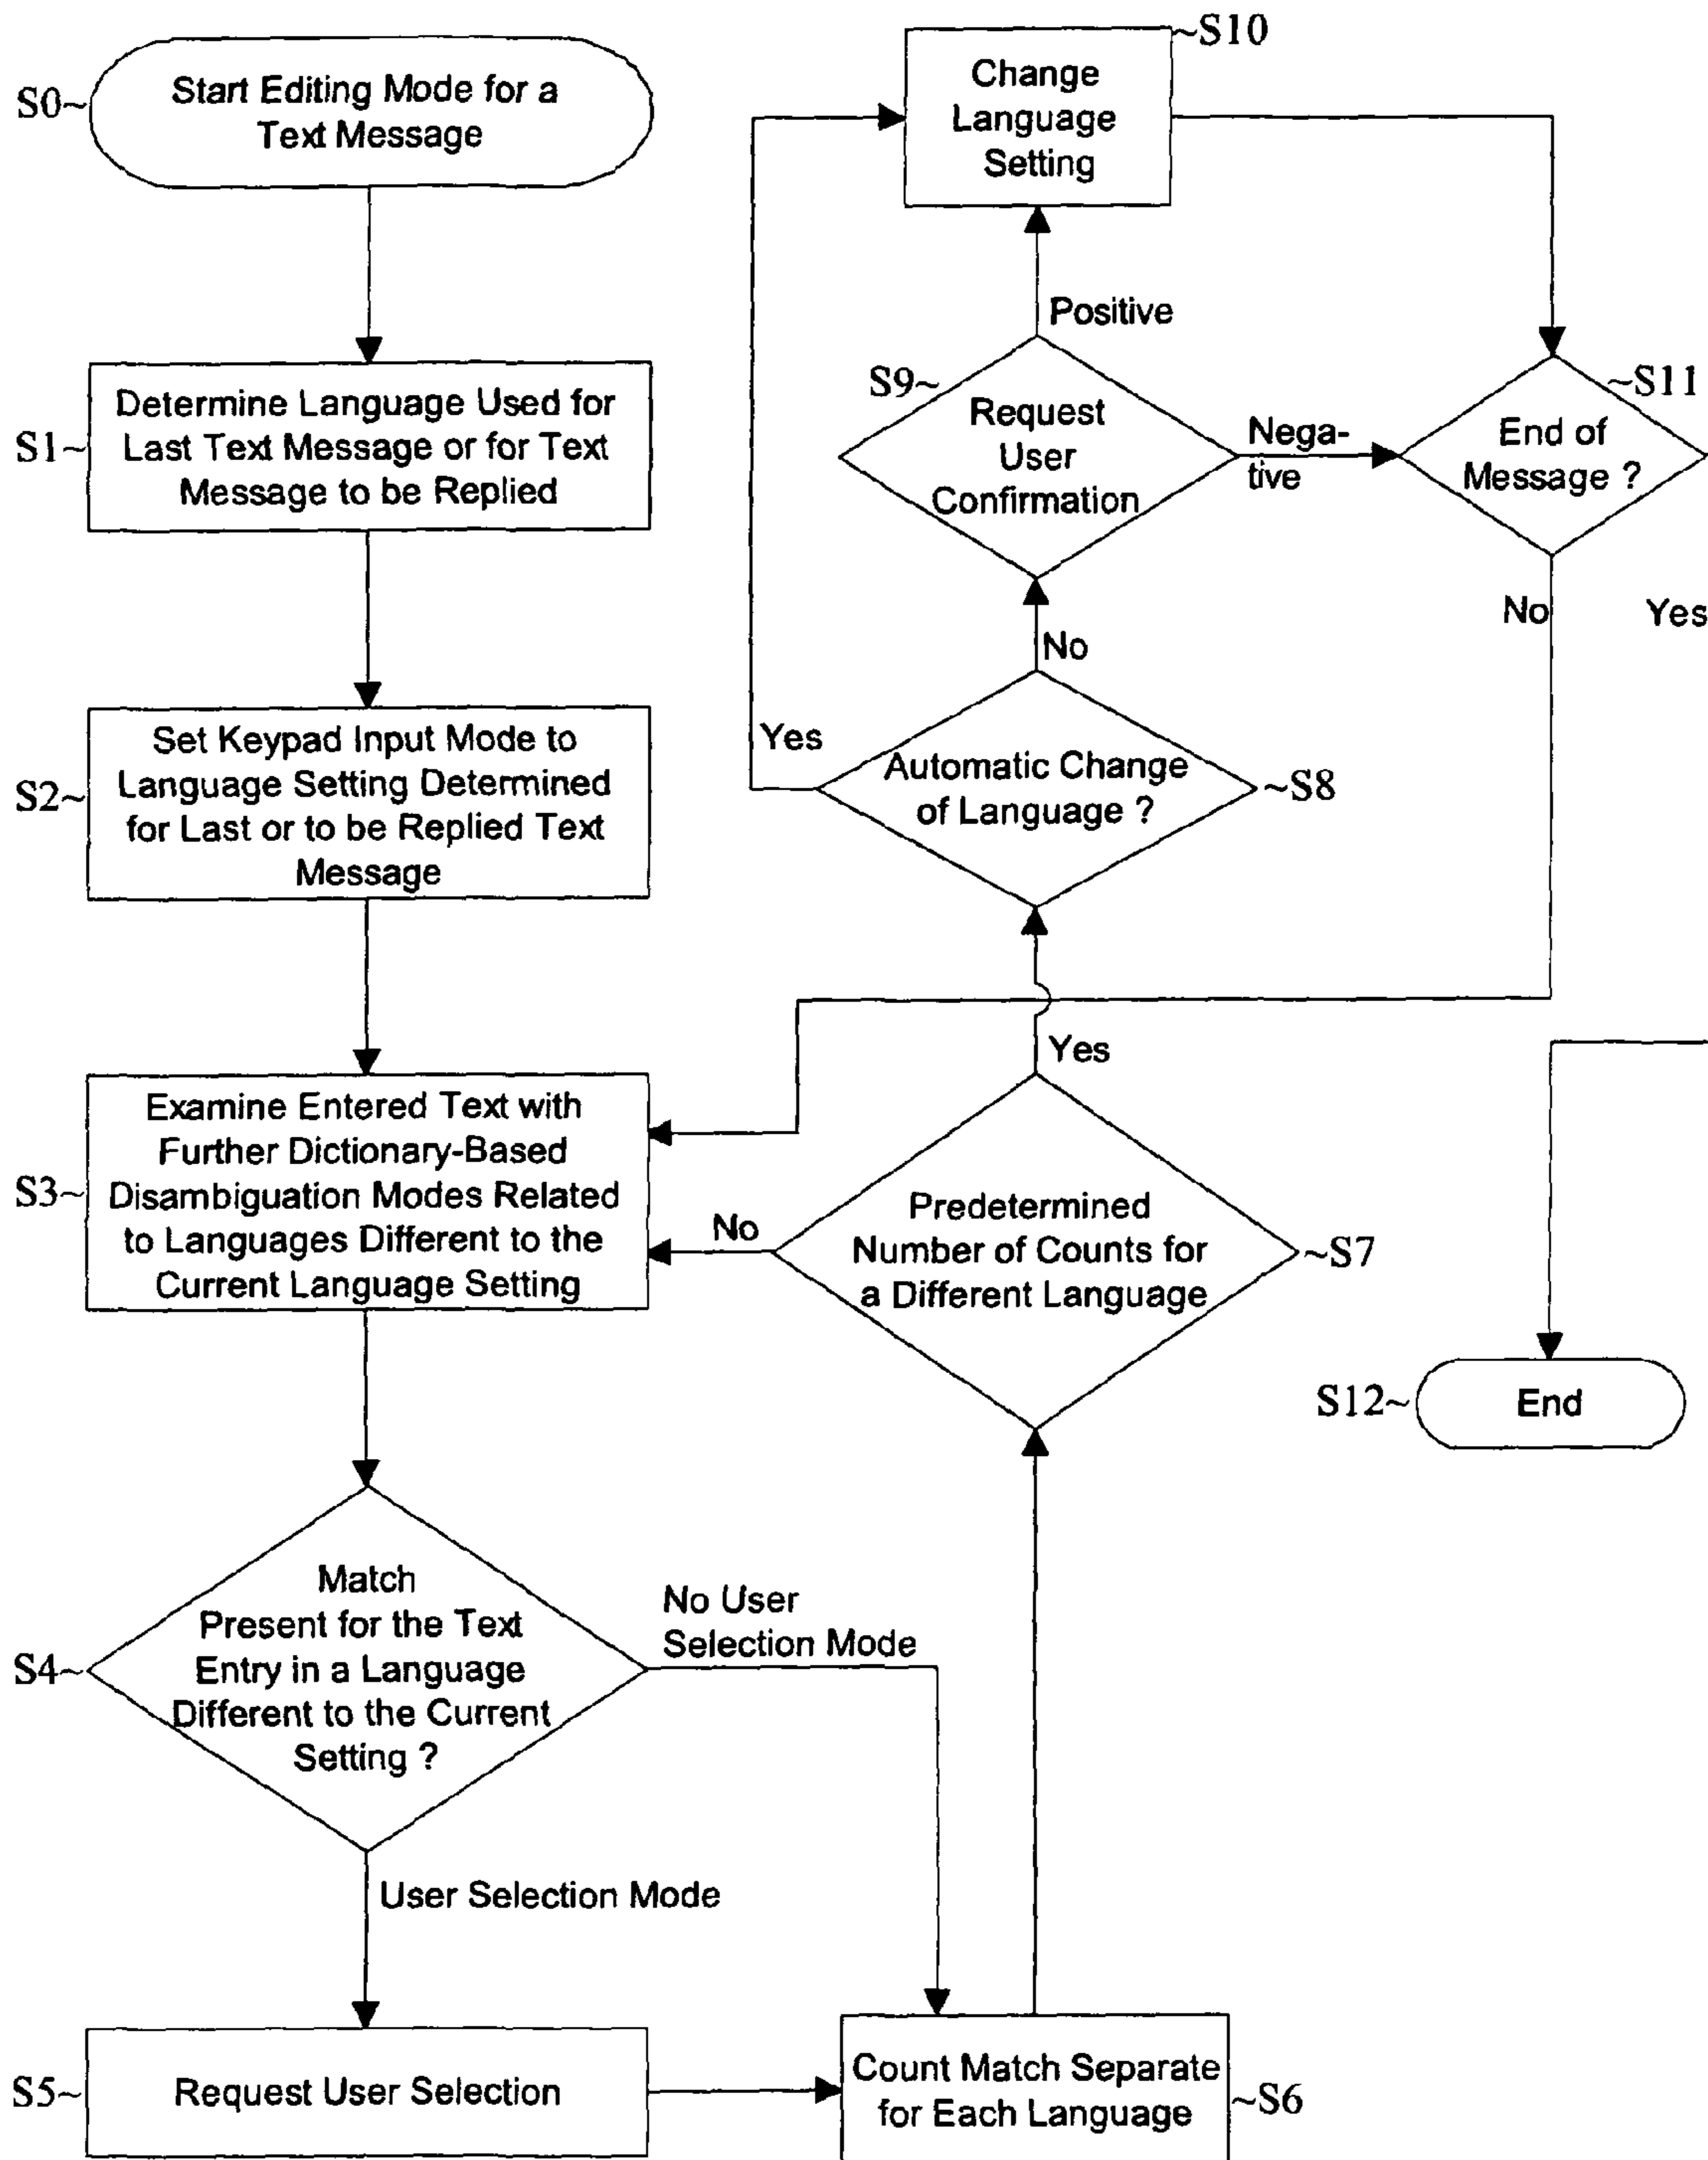 S0~
Start Editing Mode for a
Text Message
S1~
Determine Language Used for
Last Text Message or for Text
Message to be Replied
S2~
Set Keypad Input Mode to
Language Setting Determined
for Last or to be Replied Text
Message
S3~
Examine Entered Text with
Further Dictionary-Based
Disambiguation Modes Related
to Languages Different to the
Current Language Setting
S4~
Match
Present for the Text
Entry in a Language
Different to the Current
Setting ?
No User
Selection Mode
User Selection Mode
S5~
Request User Selection
Count Match Separate
for Each Language
~S6
Predetermined
Number of Counts for
a Different Language
~S7
No
Yes
Automatic Change
of Language ?
~S8
Yes
No
S9~
Request
User
Confirmation
Positive
Nega-
tive
~S10
Change
Language
Setting
~S11
End of
Message ?
No
Yes
S12~
End